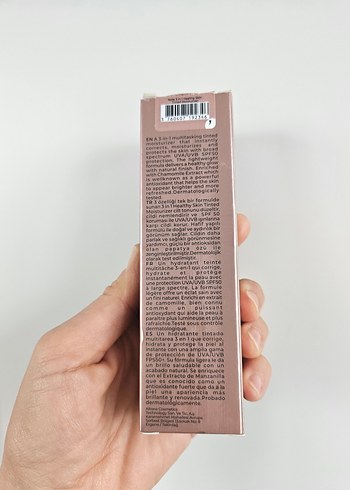 EN A 3-in-1 multitasking tinted
moisturizer that instantly
corrects, moisturizes and
protects the skin with broad
spectrum UVA/UVB SPF50
protection. The lightweight
formula delivers a healthy glow
with natural finish. Enriched
with Chamomile Extract which
is wellknown as a powerful
antioxidant that helps the skin
to appear brighter and more
refreshed. Dermatologically
tested.
TR 3 özelliği tek bir formülde
sunan 3 in 1 Healthy Skin Tinted
Moisturizer cilt tonunu düzeltir,
cildi nemlendirir ve SPF 50
koruması ile UVA/UVB ışınlarına
karşı cildi korur. Hafif yapılı
formülü ile doğal ve aydınlık bir
görünüm sağlar. Cildin daha
parlak ve sağlıklı görünmesine
yardımcı, güçlü bir antioksidan
olan papatya özü ile
zenginleştirilmiştir. Dermatolojik
olarak test edilmiştir.
FR Un hydratant teinté
multitâche 3-en-1 qui corrige,
hydrate et protège
instantanément la peau avec
une protection UVA/UVB SPF50
à large spectre. La formule
légère offre un éclat sain avec
un fini naturel. Enrichi en extrait
de camomille, bien connu
comme un puissant
antioxydant qui aide la peau à
paraître plus lumineuse et plus
rafraîchie. Testé sous contrôle
dermatologique.
ES Un hidratante tintado
multitarea 3 en 1 que corrige,
hidrata y protege la piel al
instante con una amplia gama
de protección de UVA/UVB
FPS50+. Su fórmula ligera le da
un brillo saludable con un
acabado natural. Se enriquece
con el Extracto de Manzanilla
que es conocido como un
antioxidante fuerte que da a la
piel una apariencia más
brillante y renovada. Probado
dermatológicamente.